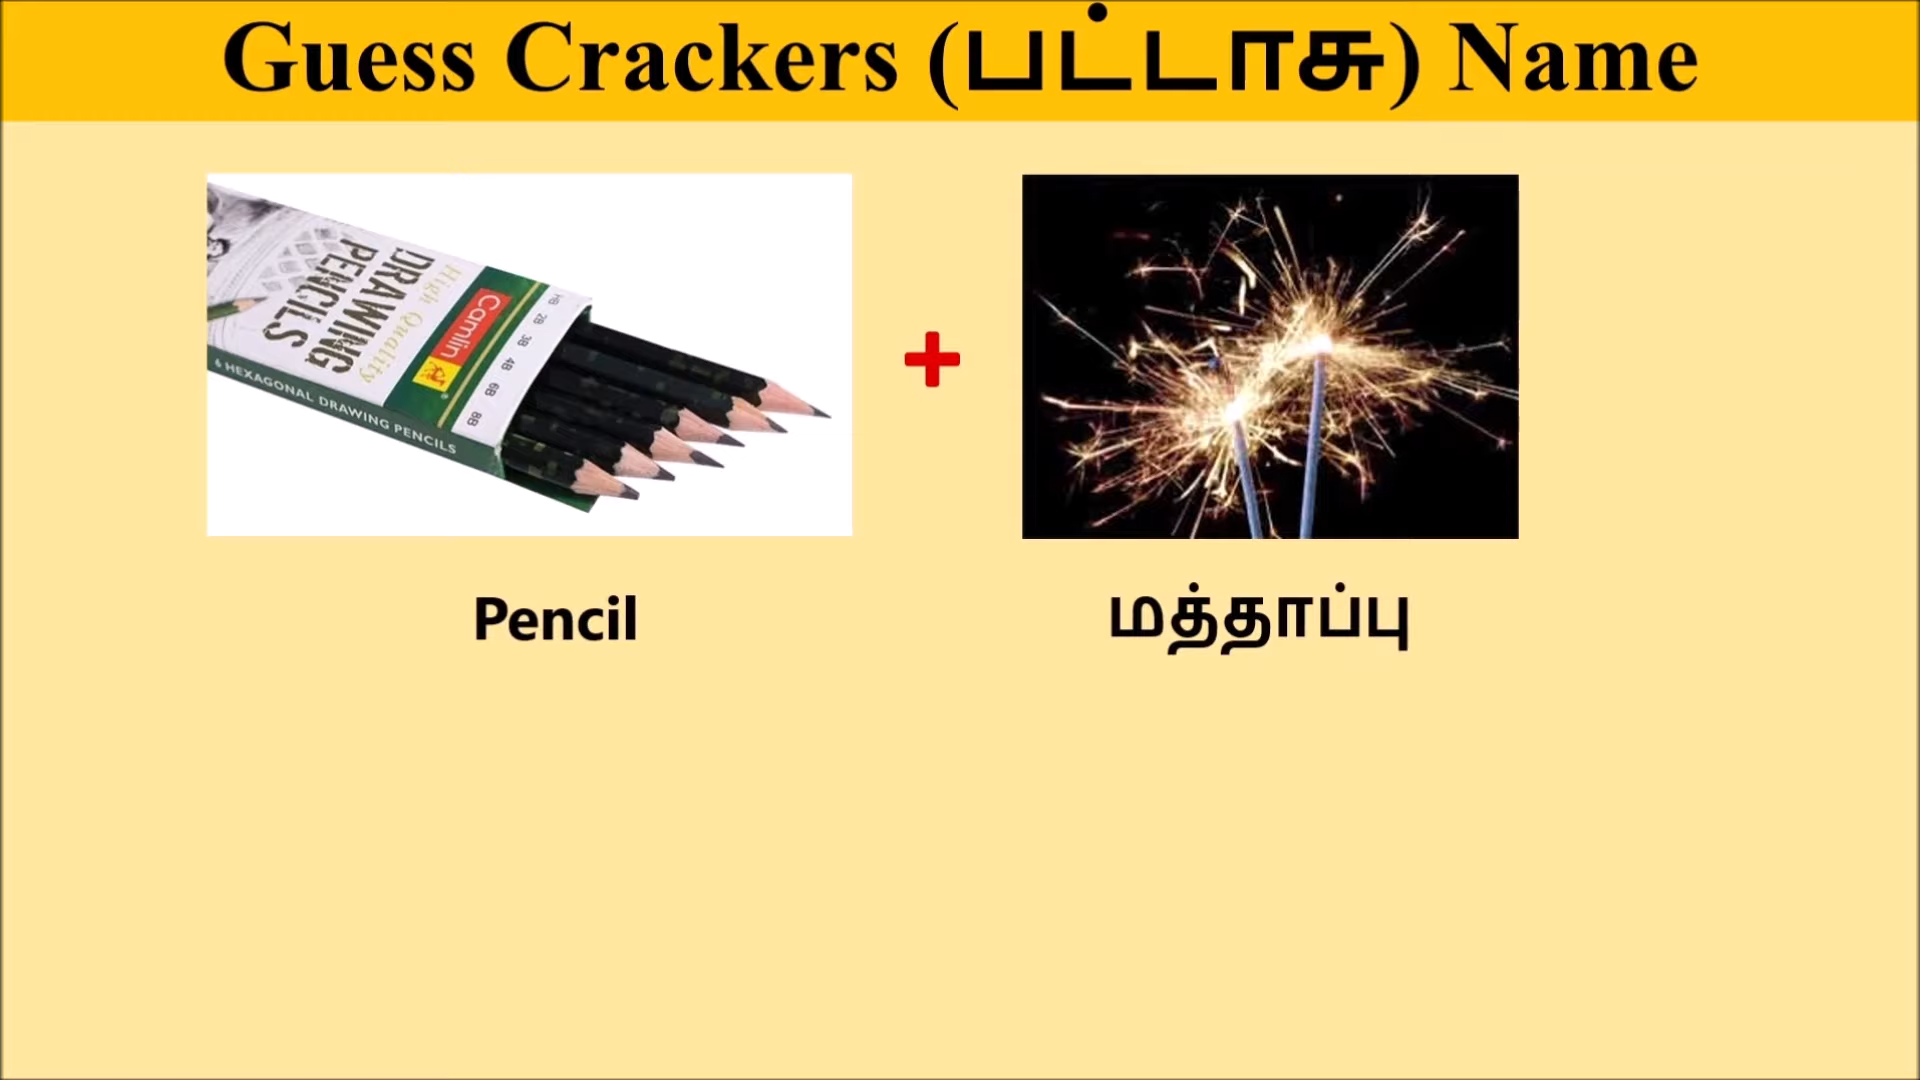 Guess Crackers (பட்டாசு) Name
High Quality
DRAWING
PENCILS
Camlin
HB 2B 3B 4B 6B 8B
6 HEXAGONAL DRAWING PENCILS
Pencil
மத்தாப்பு